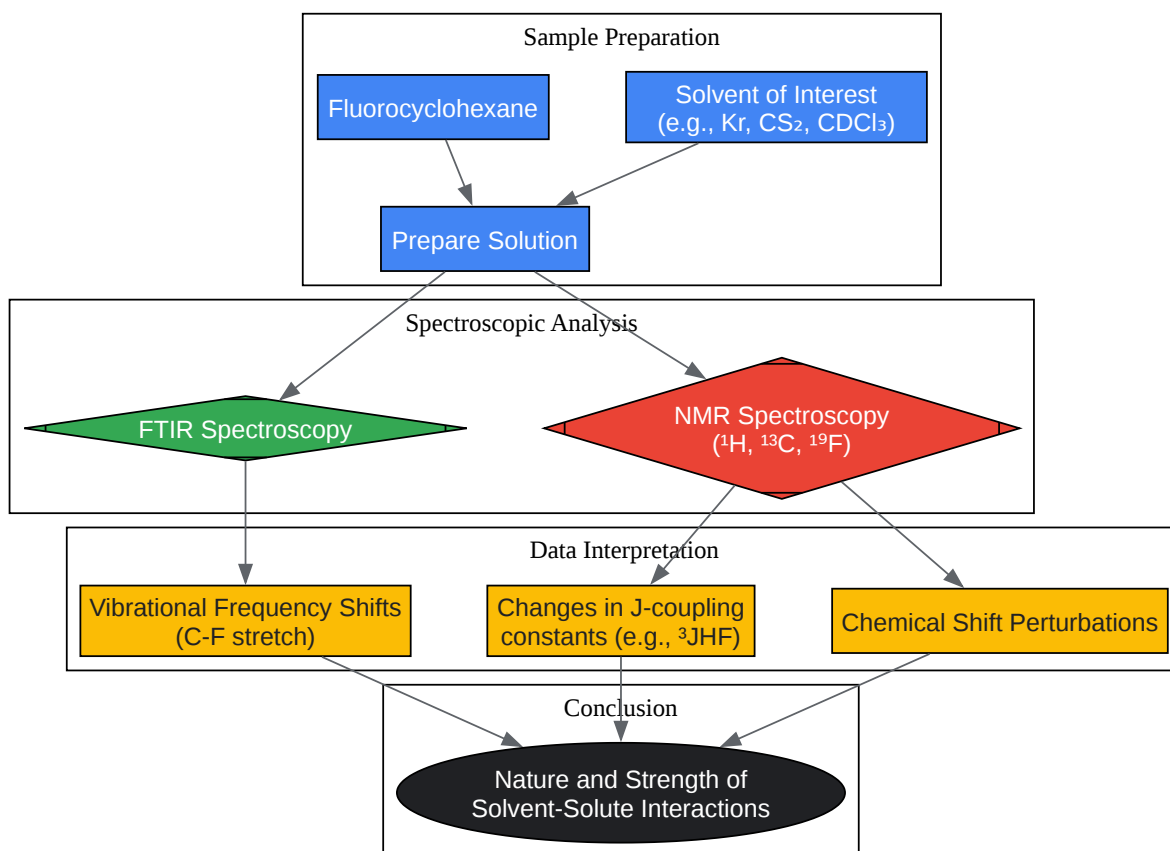 Sample Preparation
Fluorocyclohexane
Solvent of Interest
(e.g., Kr, CS₂, CDCl₃)
Prepare Solution
Spectroscopic Analysis
FTIR Spectroscopy
NMR Spectroscopy
(¹H, ¹³C, ¹⁹F)
Data Interpretation
Vibrational Frequency Shifts
(C-F stretch)
Changes in J-coupling
constants (e.g., ³JHF)
Chemical Shift Perturbations
Conclusion
Nature and Strength of
Solvent-Solute Interactions